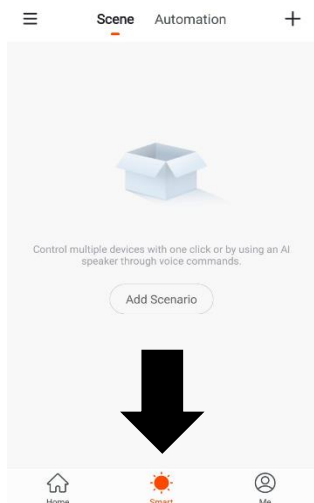 Scene Automation
Control multiple devices with one click or by using an AI
speaker through voice commands.
Add Scenario
Home Smart Me